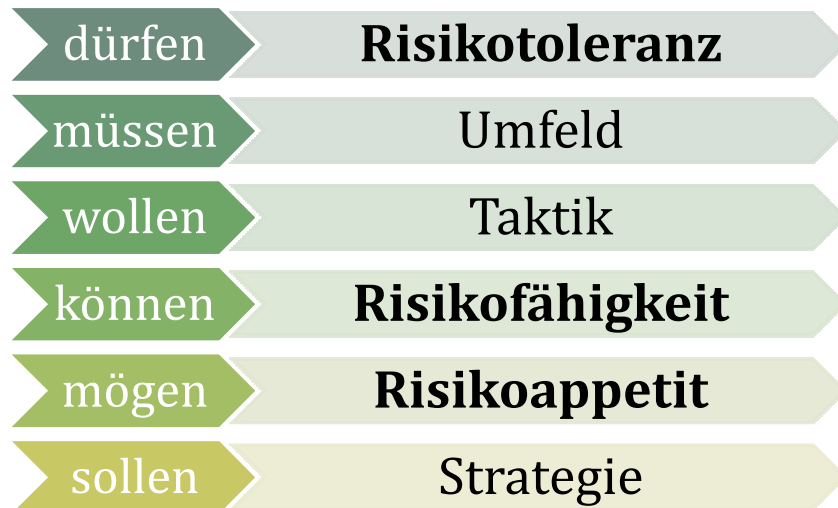 dürfen Risikotoleranz
müssen Umfeld
wollen Taktik
können Risikofähigkeit
mögen Risikoappetit
sollen Strategie